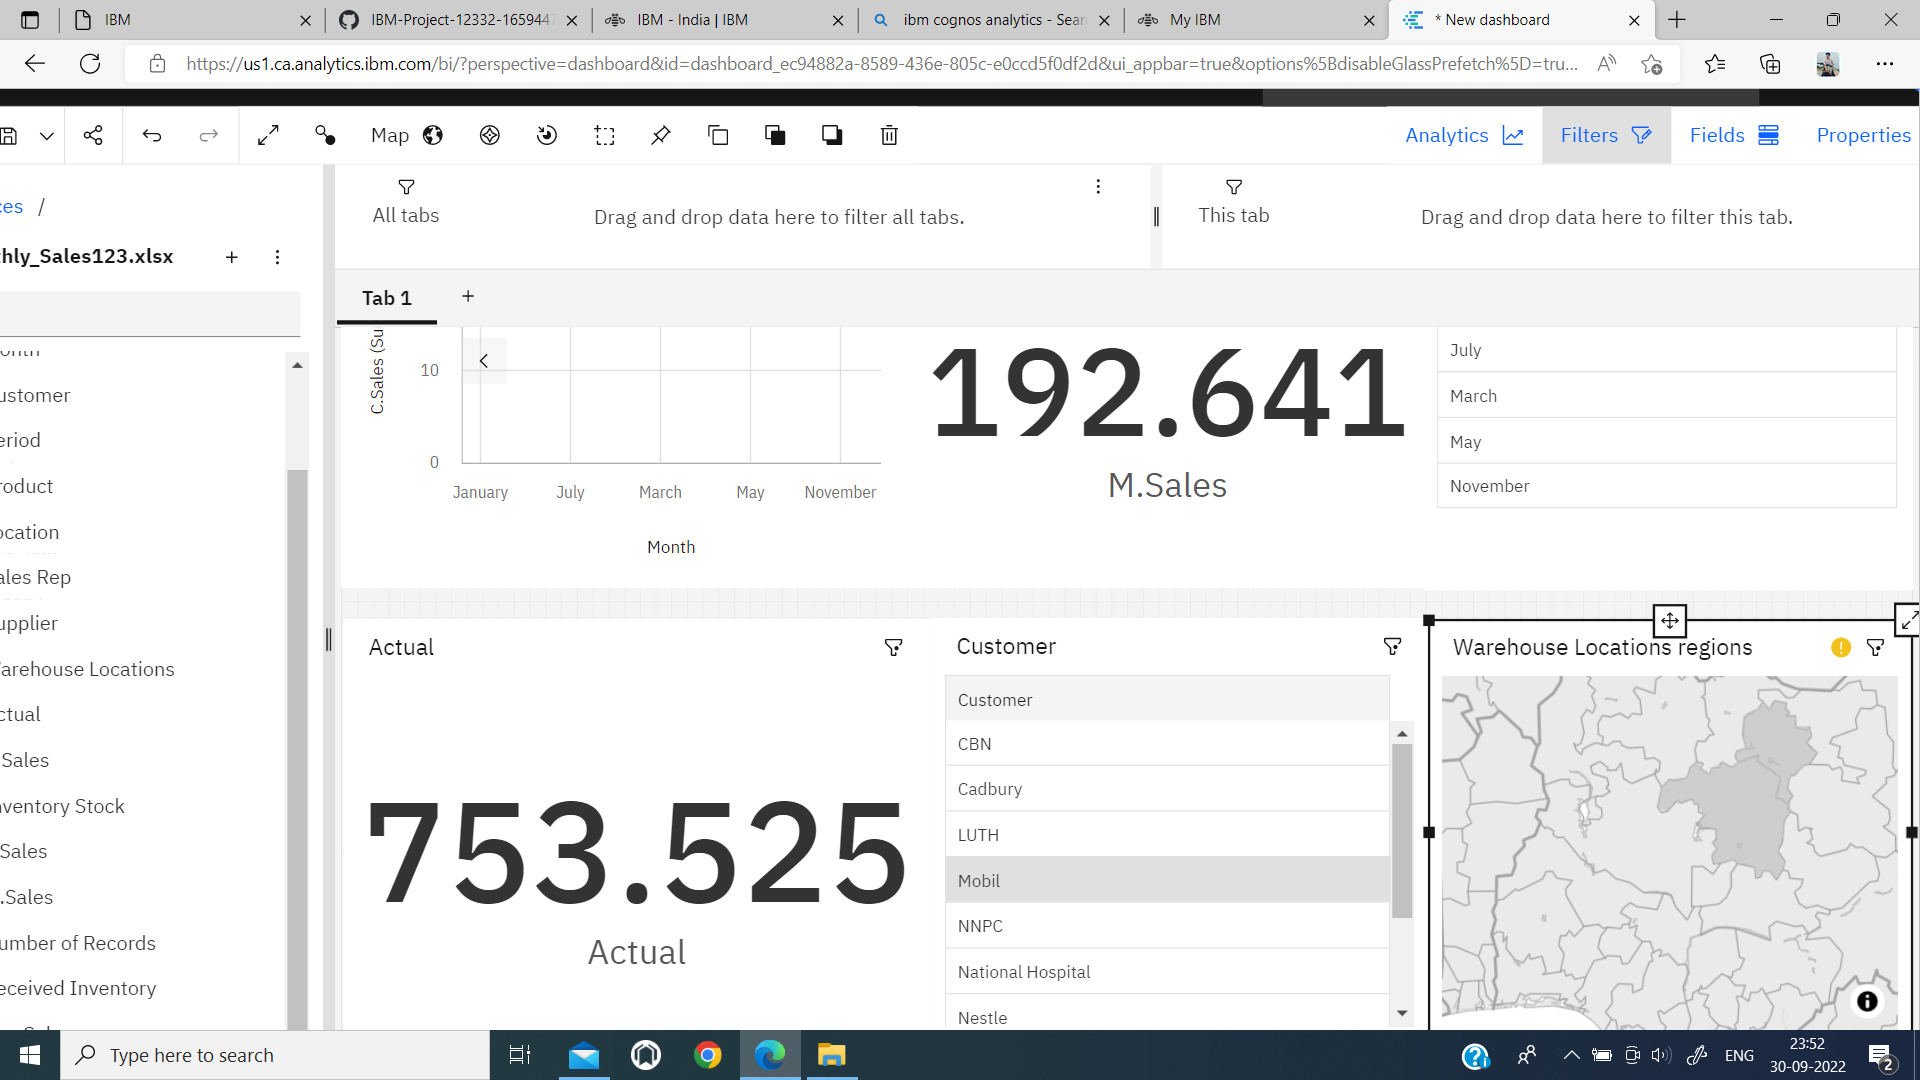 IBM
IBM-Project-12332-1659447
IBM - India | IBM
ibm cognos analytics - Sear
My IBM
* New dashboard
https://us1.ca.analytics.ibm.com/bi/?perspective=dashboard&id=dashboard_ec94882a-8589-436e-805c-e0ccd5f0df2d&ui_appbar=true&options%5BdisableGlassPrefetch%5D=tru...
Map
Analytics
Filters
Fields
Properties
ces /
All tabs
Drag and drop data here to filter all tabs.
This tab
Drag and drop data here to filter this tab.
thly_Sales123.xlsx
Tab 1
onth
ustomer
eriod
roduct
ocation
ales Rep
upplier
arehouse Locations
ctual
.Sales
nventory Stock
Sales
.Sales
umber of Records
eceived Inventory
C.Sales (Su
10
0
January
July
March
May
November
Month
192.641
M.Sales
July
March
May
November
Actual
753.525
Actual
Customer
Customer
CBN
Cadbury
LUTH
Mobil
NNPC
National Hospital
Nestle
Warehouse Locations regions
Type here to search
ENG
23:52
30-09-2022
2